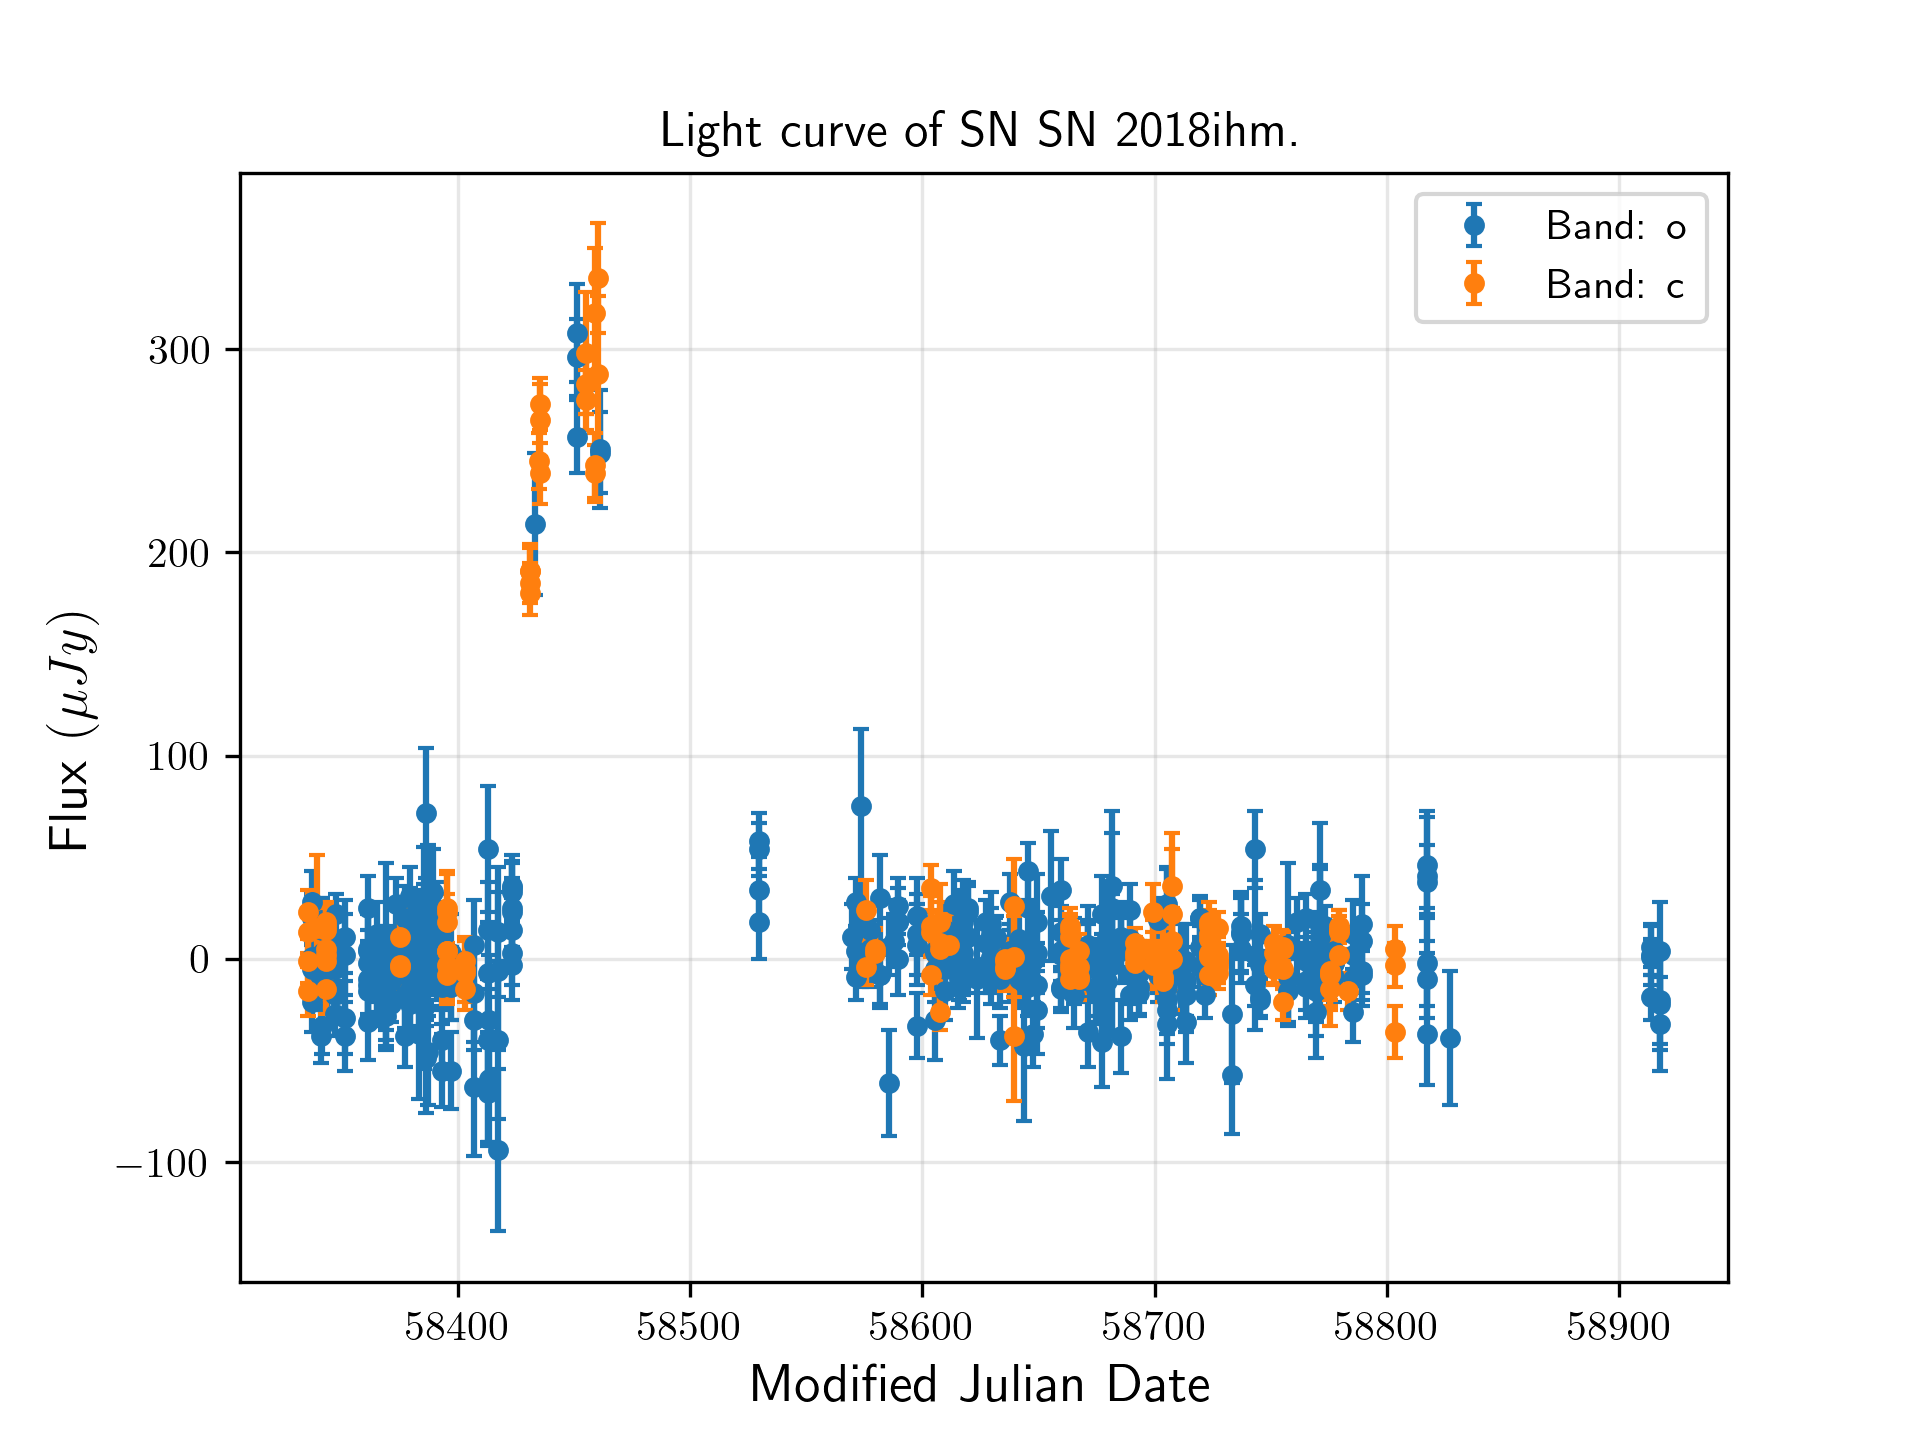 Light curve of SN SN 2018ihm.
Band: o
Band: c
Flux (μJy)
300
200
100
0
−100
58400 58500 58600 58700 58800 58900
Modified Julian Date